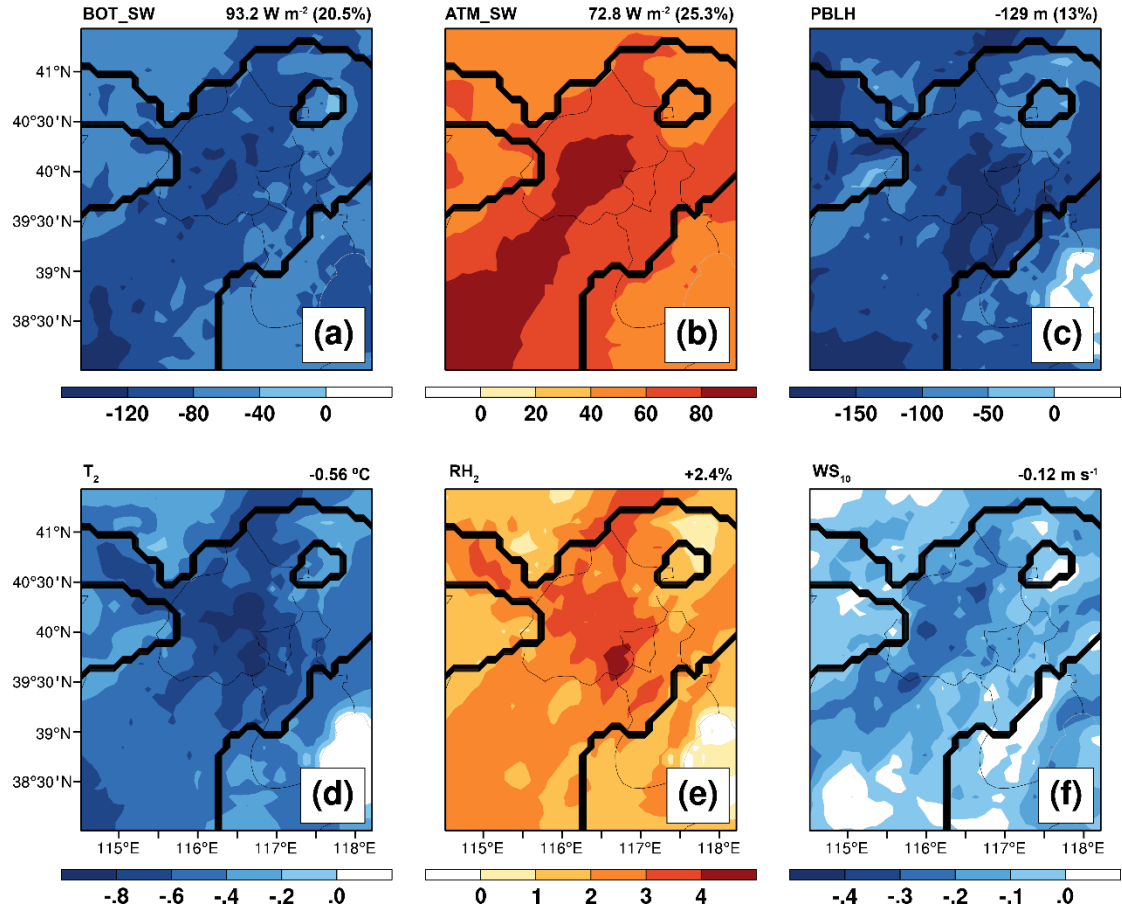 BOT_SW 93.2 W m⁻² (20.5%)
ATM_SW 72.8 W m⁻² (25.3%)
PBLH -129 m (13%)
41°N
40°30'N
40°N
39°30'N
39°N
38°30'N
(a)
(b)
(c)
-120 -80 -40 0
0 20 40 60 80
-150 -100 -50 0
T₂ -0.56 ºC
RH₂ +2.4%
WS₁₀ -0.12 m s⁻¹
41°N
40°30'N
40°N
39°30'N
39°N
38°30'N
(d)
(e)
(f)
115°E 116°E 117°E 118°E
115°E 116°E 117°E 118°E
115°E 116°E 117°E 118°E
-.8 -.6 -.4 -.2 .0
0 1 2 3 4
-.4 -.3 -.2 -.1 .0